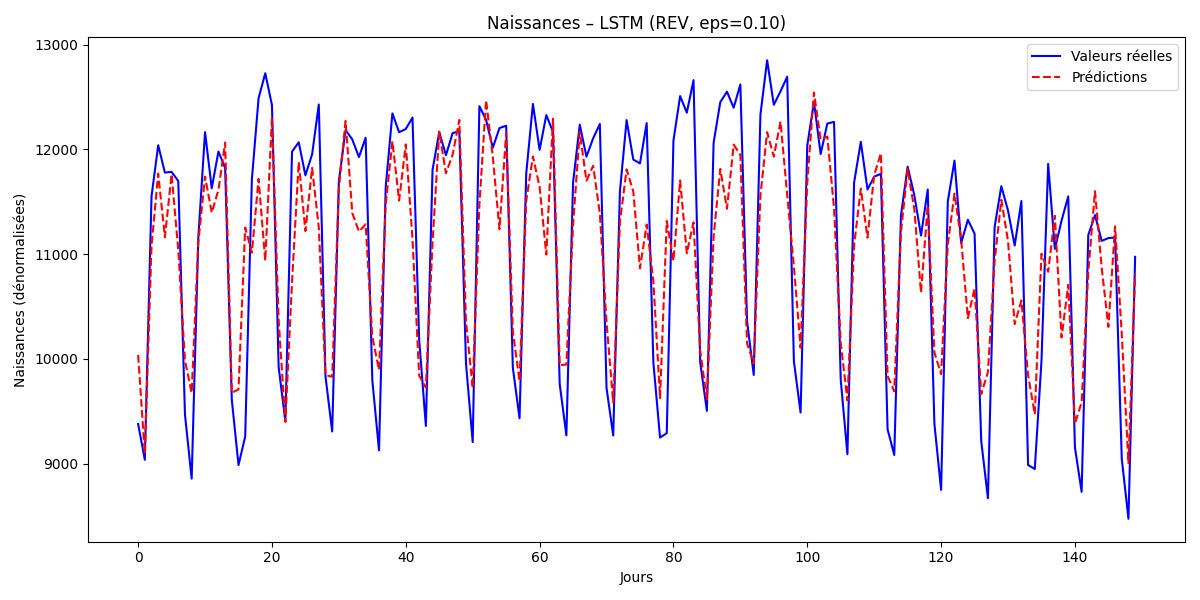 Naissances – LSTM (REV, eps=0.10)
Valeurs réelles
Prédictions
Naissances (dénormalisées)
13000
12000
11000
10000
9000
0 20 40 60 80 100 120 140
Jours